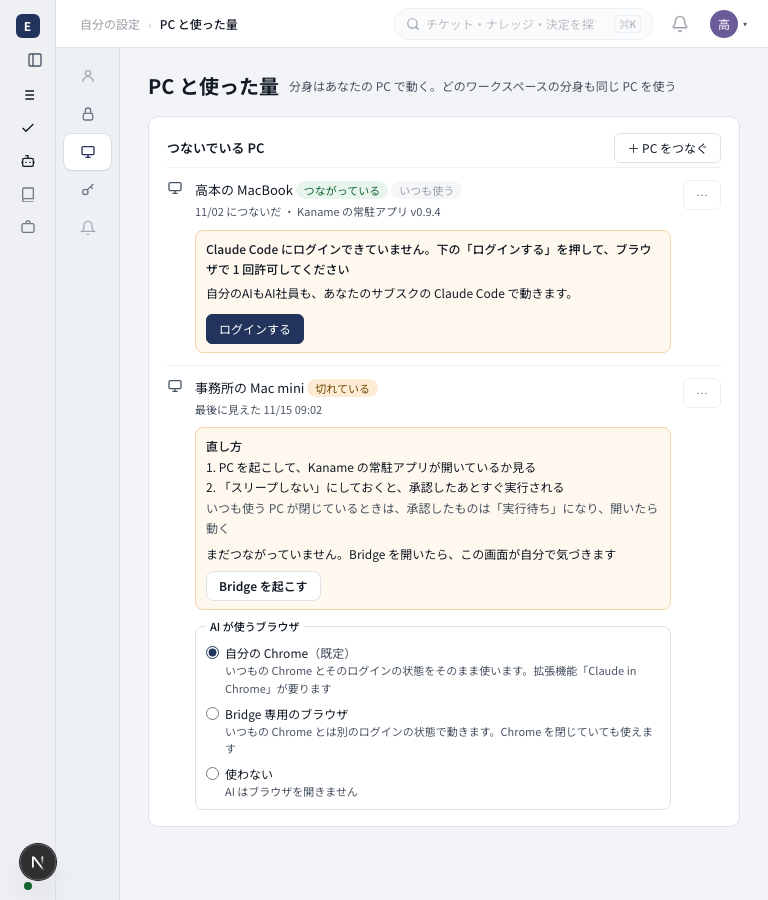 E
自分の設定 › PC と使った量
チケット・ナレッジ・決定を探す
⌘K
高
PC と使った量 分身はあなたの PC で動く。どのワークスペースの分身も同じ PC を使う
つないでいる PC
＋ PC をつなぐ
高本の MacBook つながっている いつも使う
…
11/02 につないだ ・ Kaname の常駐アプリ v0.9.4
Claude Code にログインできていません。下の「ログインする」を押して、ブラウ
ザで 1 回許可してください
自分のAIもAI社員も、あなたのサブスクの Claude Code で動きます。
ログインする
事務所の Mac mini 切れている
…
最後に見えた 11/15 09:02
直し方
1. PC を起こして、Kaname の常駐アプリが開いているか見る
2. 「スリープしない」にしておくと、承認したあとすぐ実行される
いつも使う PC が閉じているときは、承認したものは「実行待ち」になり、開いたら
動く
まだつながっていません。Bridge を開いたら、この画面が自分で気づきます
Bridge を起こす
AI が使うブラウザ
自分の Chrome（既定）
いつもの Chrome とそのログインの状態をそのまま使います。拡張機能「Claude in
Chrome」が要ります
Bridge 専用のブラウザ
いつもの Chrome とは別のログインの状態で動きます。Chrome を閉じていても使えま
す
使わない
AI はブラウザを開きません
N